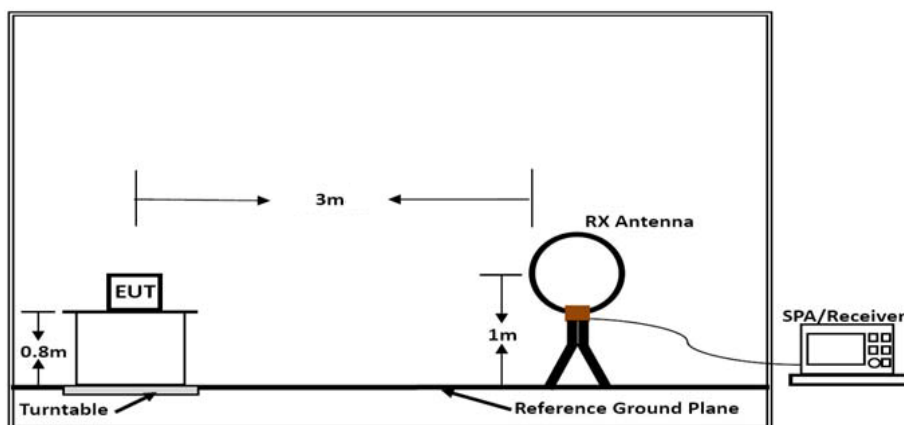 3m
RX Antenna
EUT
SPA/Receiver
0.8m
1m
Turntable
Reference Ground Plane